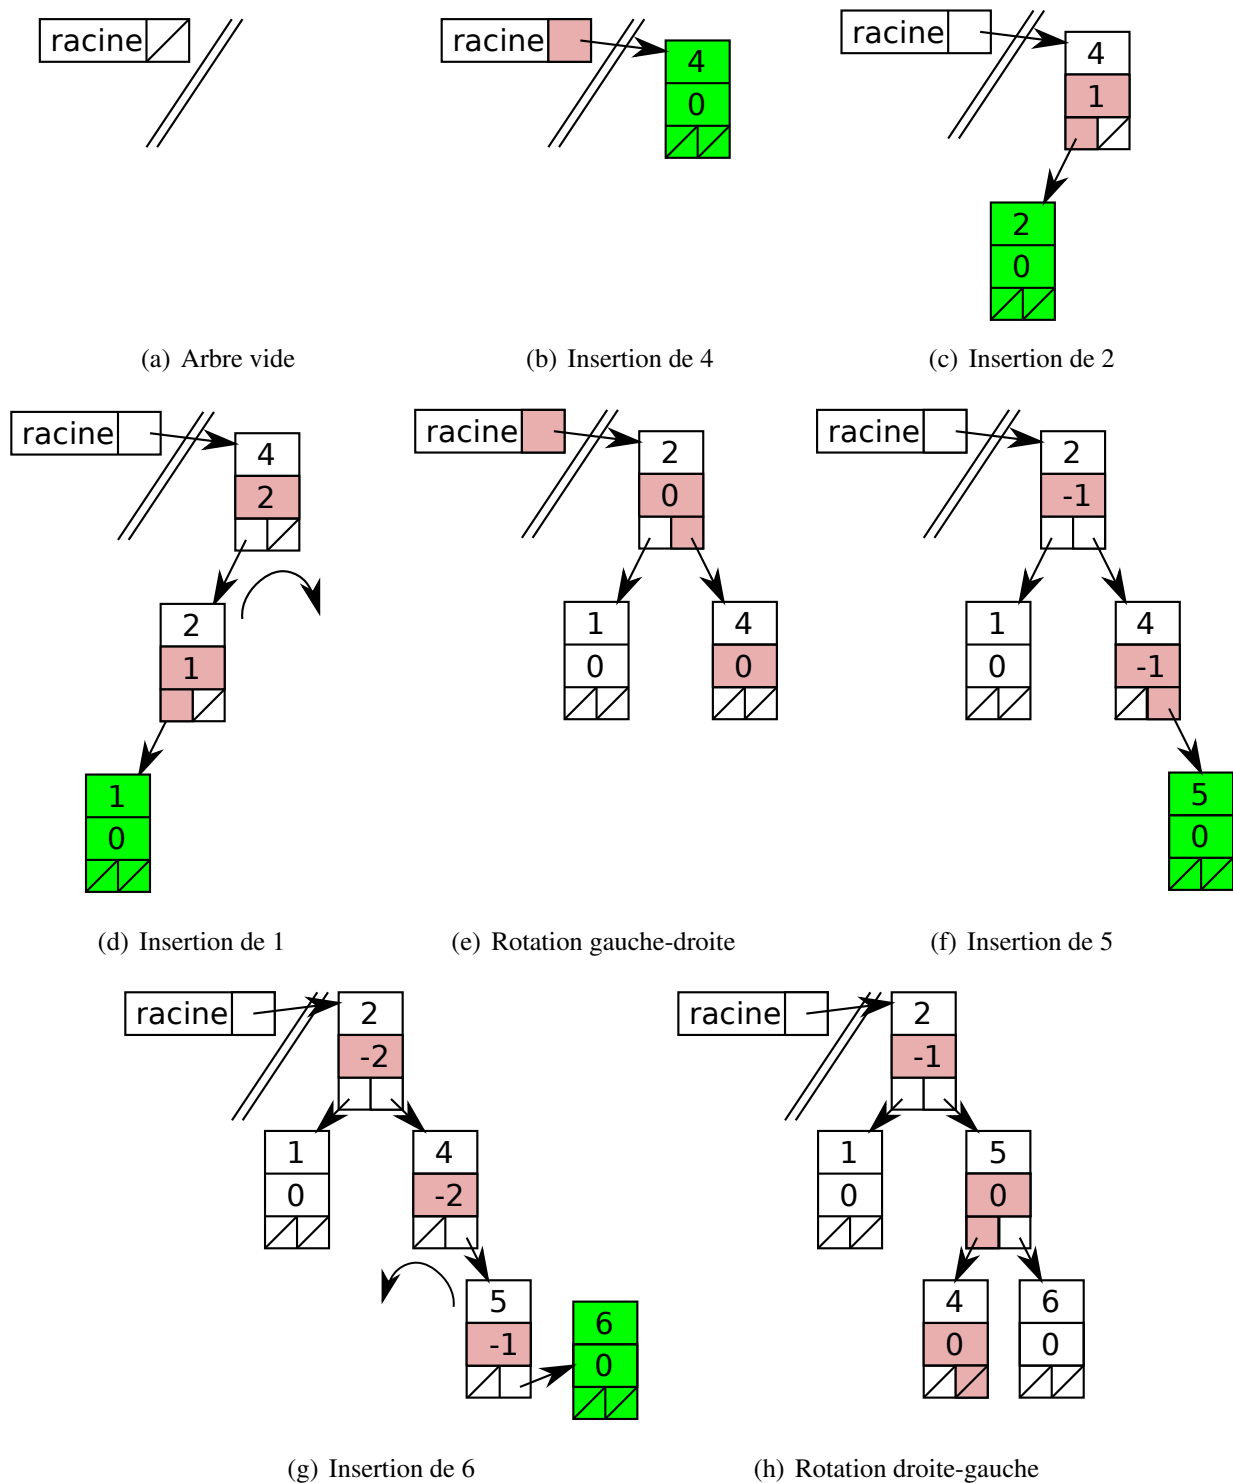 racine
racine
4
0
racine
4
1
2
0
(a) Arbre vide
(b) Insertion de 4
(c) Insertion de 2
racine
4
2
2
1
1
0
racine
2
0
1
0
4
0
racine
2
-1
1
0
4
-1
5
0
(d) Insertion de 1
(e) Rotation gauche-droite
(f) Insertion de 5
racine
2
-2
1
0
4
-2
5
-1
6
0
racine
2
-1
1
0
5
0
4
0
6
0
(g) Insertion de 6
(h) Rotation droite-gauche